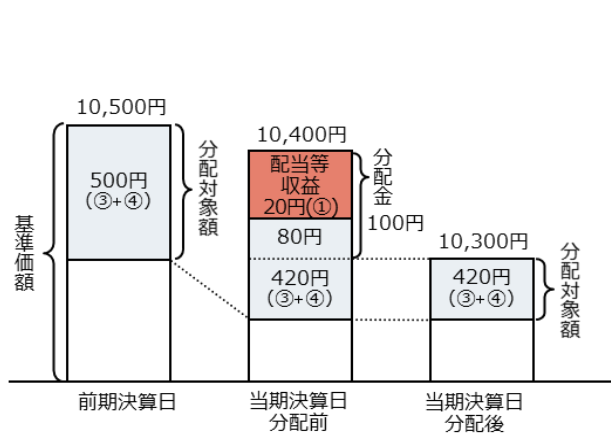 10,500円
500円
(③+④)
分配対象額
基準価額
前期決算日
10,400円
配当等
収益
20円(①)
80円
420円
(③+④)
分配金
100円
当期決算日
分配前
10,300円
420円
(③+④)
分配対象額
当期決算日
分配後